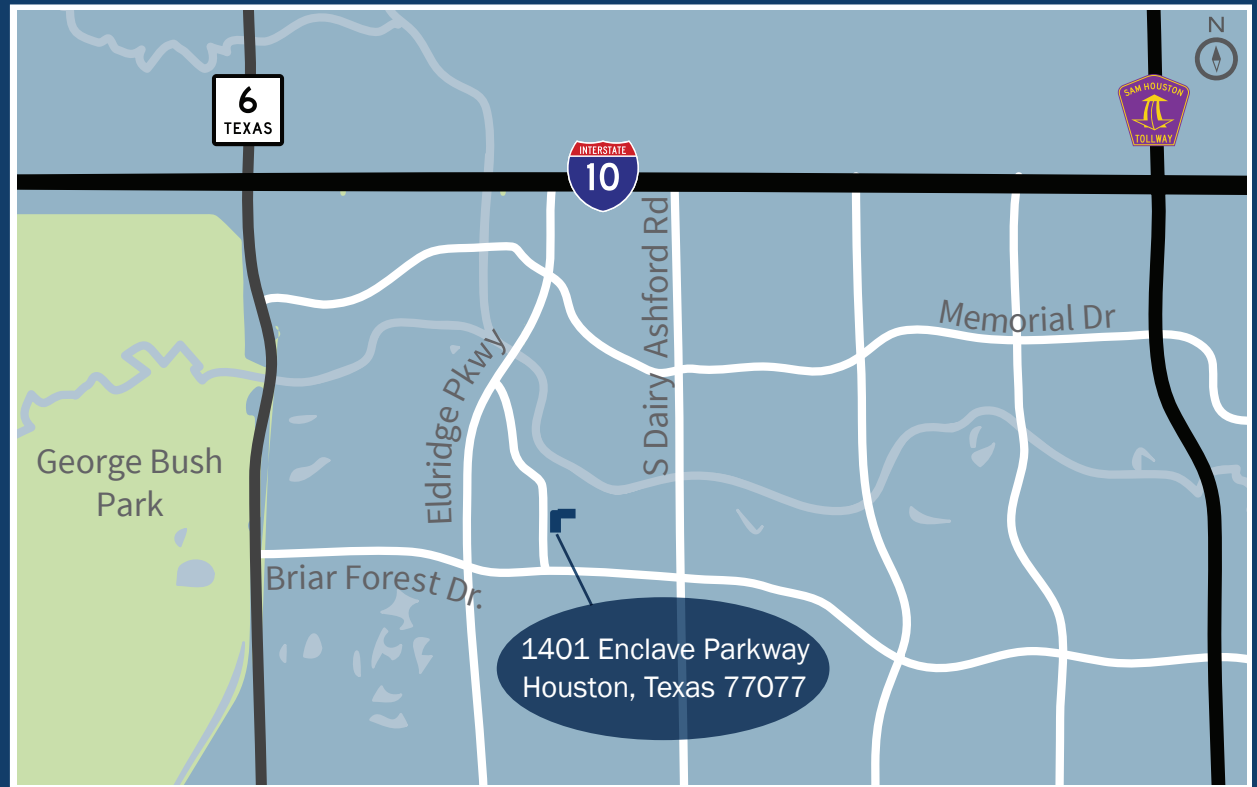 N
6
TEXAS
SAM HOUSTON
TOLLWAY
INTERSTATE
10
S Dairy Ashford Rd
Memorial Dr
Eldridge Pkwy
George Bush
Park
Briar Forest Dr.
1401 Enclave Parkway
Houston, Texas 77077